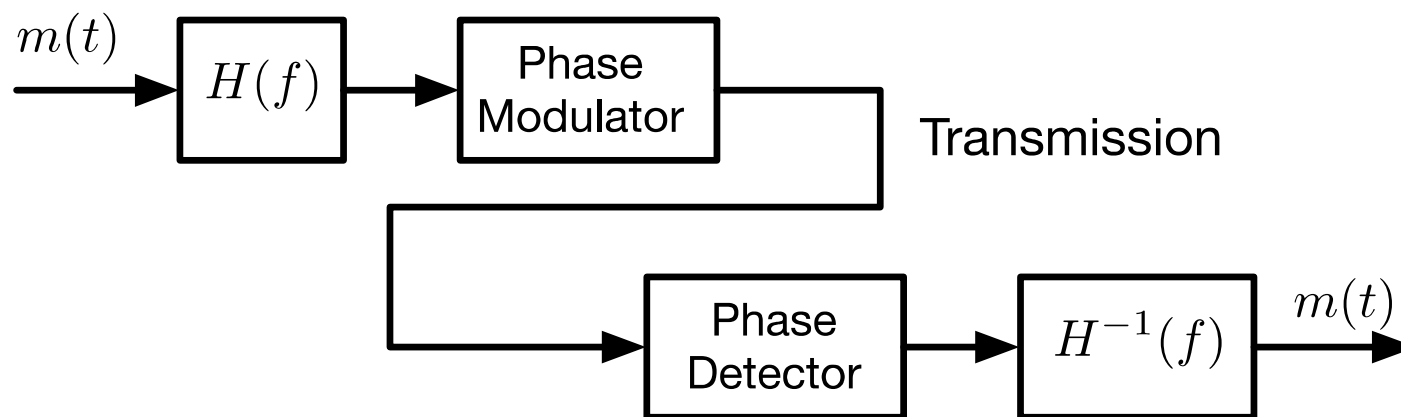 m(t)
H(f)
Phase
Modulator
Transmission
Phase
Detector
H⁻¹(f)
m(t)